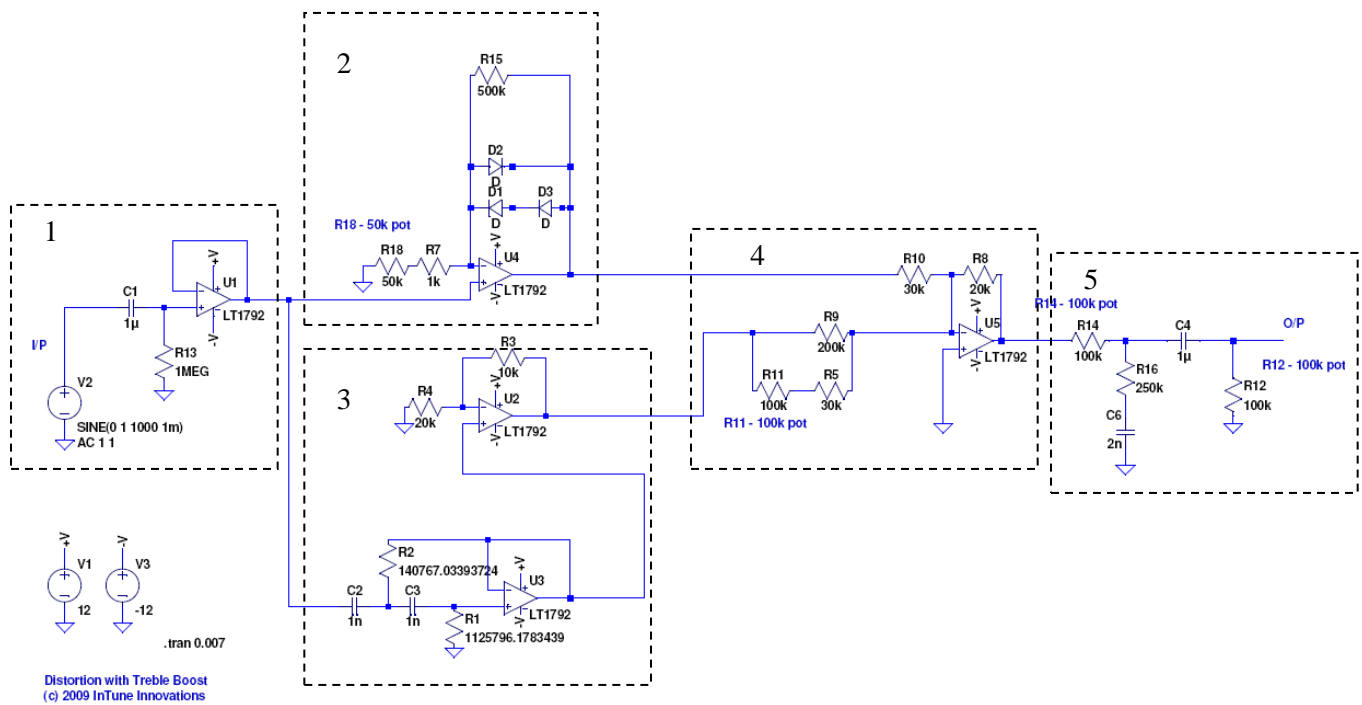 1
I/P
C1
1µ
V2
SINE(0 1 1000 1m)
AC 1 1
R13
1MEG
+V
-V
U1
LT1792
2
R15
500k
D2
D
D1
D
D3
D
R18 - 50k pot
R18
50k
R7
1k
+V
-V
U4
LT1792
3
R3
10k
R4
20k
+V
-V
U2
LT1792
R2
140767.03393724
C2
1n
C3
1n
R1
1125796.1783439
+V
-V
U3
LT1792
4
R10
30k
R8
20k
R9
200k
R11
100k
R5
30k
R11 - 100k pot
+V
-V
U5
LT1792
5
R14 - 100k pot
R14
100k
C4
1µ
O/P
R16
250k
C6
2n
R12 - 100k pot
R12
100k
+V
V1
12
-V
V3
-12
.tran 0.007
Distortion with Treble Boost
(c) 2009 InTune Innovations